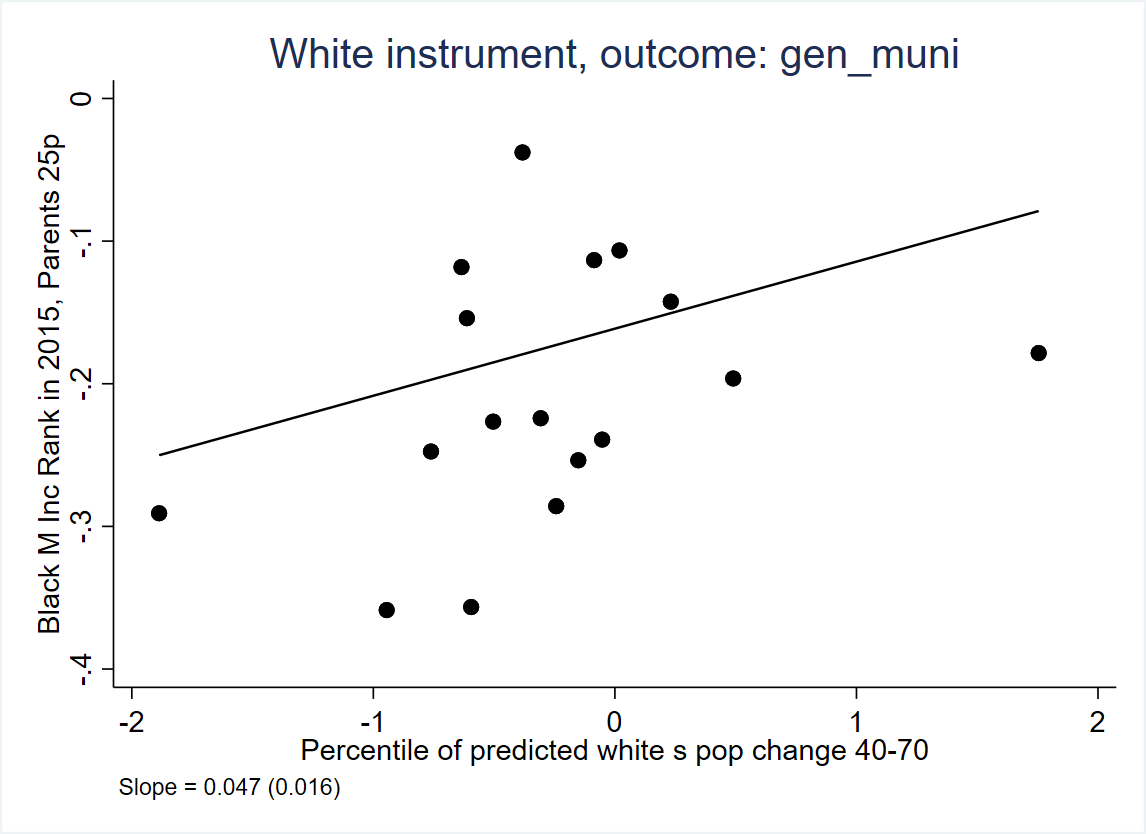 White instrument, outcome: gen_muni
Black M Inc Rank in 2015, Parents 25p
0
-.1
-.2
-.3
-.4
-2 -1 0 1 2
Percentile of predicted white s pop change 40-70
Slope = 0.047 (0.016)